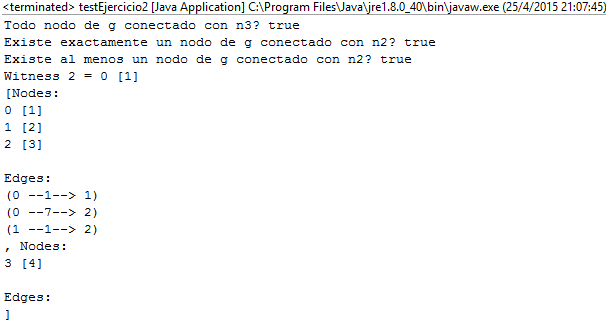 <terminated> testEjercicio2 [Java Application] C:\Program Files\Java\jre1.8.0_40\bin\javaw.exe (25/4/2015 21:07:45)
Todo nodo de g conectado con n3? true
Existe exactamente un nodo de g conectado con n2? true
Existe al menos un nodo de g conectado con n2? true
Witness 2 = 0 [1]
[Nodes:
0 [1]
1 [2]
2 [3]
Edges:
(0 --1--> 1)
(0 --7--> 2)
(1 --1--> 2)
, Nodes:
3 [4]
Edges:
]